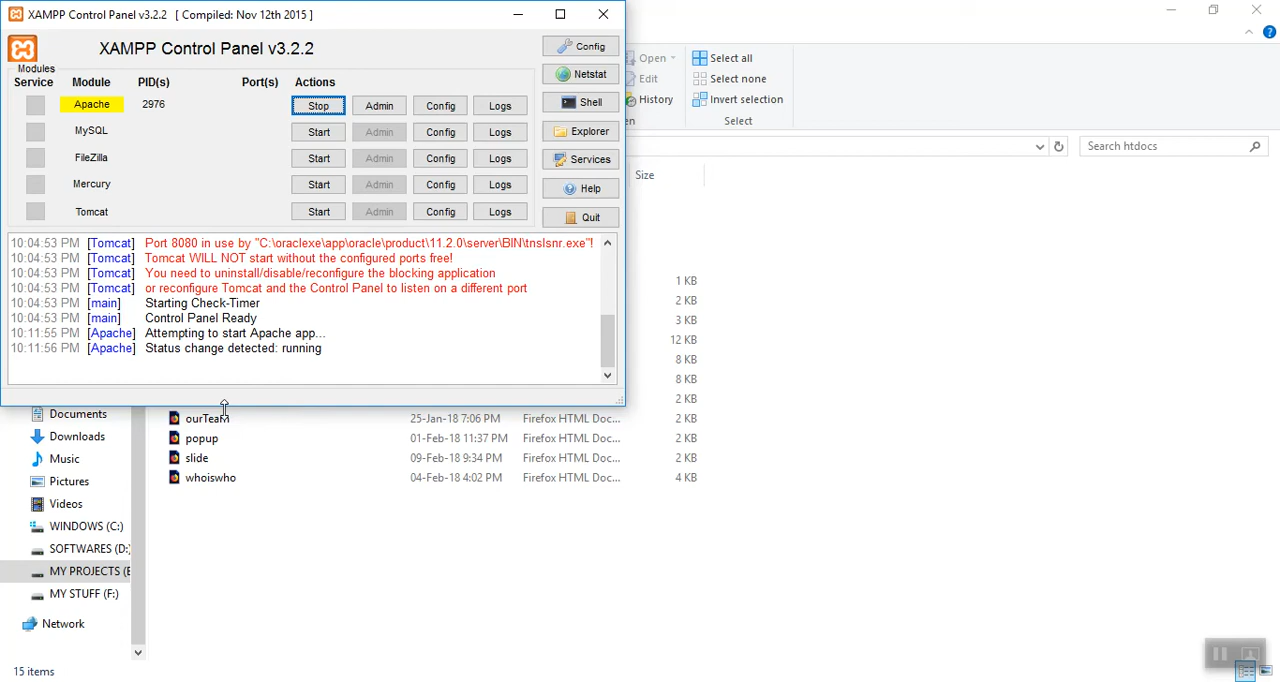 XAMPP Control Panel v3.2.2 [ Compiled: Nov 12th 2015 ]
XAMPP Control Panel v3.2.2
Config
Modules
Service Module PID(s) Port(s) Actions
Netstat
Apache 2976 Stop Admin Config Logs
Shell
MySQL Start Admin Config Logs
Explorer
FileZilla Start Admin Config Logs
Services
Mercury Start Admin Config Logs
Help
Tomcat Start Admin Config Logs
Quit
10:04:53 PM [Tomcat] Port 8080 in use by "C:\oraclexe\app\oracle\product\11.2.0\server\BIN\tnslsnr.exe"!
10:04:53 PM [Tomcat] Tomcat WILL NOT start without the configured ports free!
10:04:53 PM [Tomcat] You need to uninstall/disable/reconfigure the blocking application
10:04:53 PM [Tomcat] or reconfigure Tomcat and the Control Panel to listen on a different port
10:04:53 PM [main] Starting Check-Timer
10:04:53 PM [main] Control Panel Ready
10:11:55 PM [Apache] Attempting to start Apache app...
10:11:56 PM [Apache] Status change detected: running
Open Select all
Edit Select none
History Invert selection
en Select
Search htdocs
Size
1 KB
2 KB
3 KB
12 KB
8 KB
8 KB
2 KB
Documents
Downloads
Music
Pictures
Videos
WINDOWS (C:)
SOFTWARES (D:)
MY PROJECTS (E
MY STUFF (F:)
Network
ourTeam 25-Jan-18 7:06 PM Firefox HTML Doc... 2 KB
popup 01-Feb-18 11:37 PM Firefox HTML Doc... 2 KB
slide 09-Feb-18 9:34 PM Firefox HTML Doc... 2 KB
whoiswho 04-Feb-18 4:02 PM Firefox HTML Doc... 4 KB
15 items